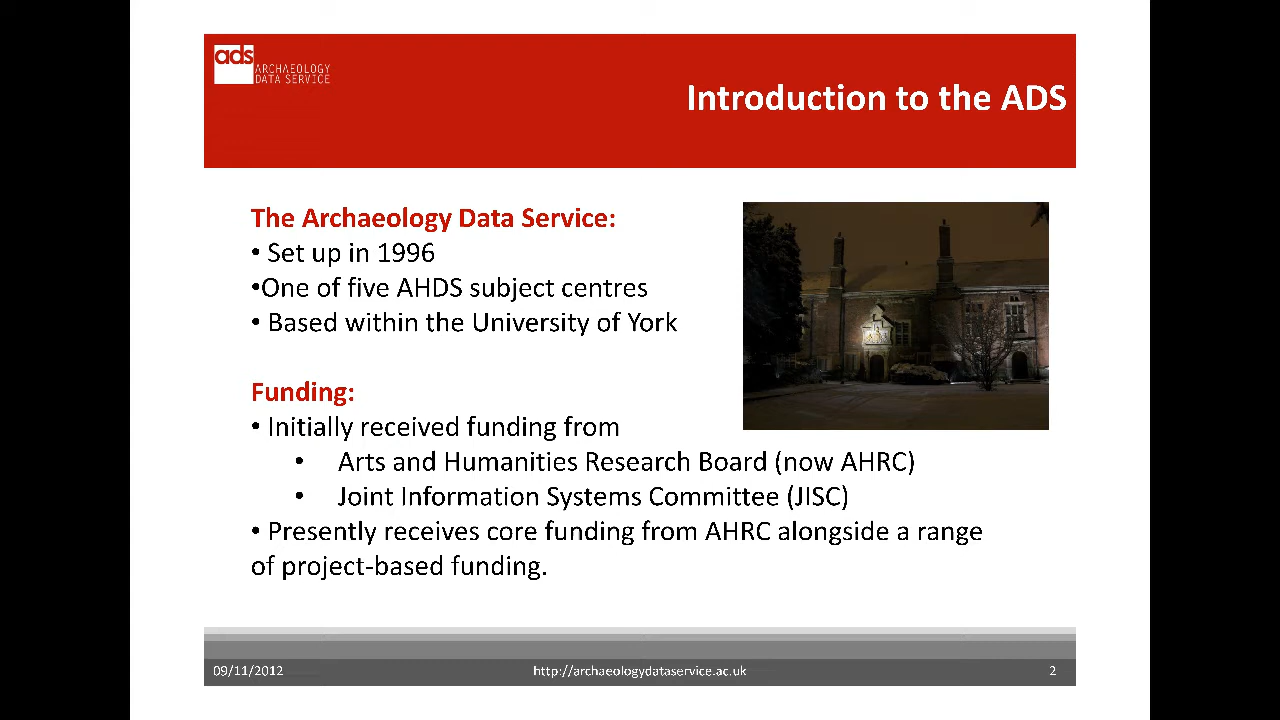 ads
ARCHAEOLOGY
DATA SERVICE
Introduction to the ADS
The Archaeology Data Service:
• Set up in 1996
•One of five AHDS subject centres
• Based within the University of York
Funding:
• Initially received funding from
• Arts and Humanities Research Board (now AHRC)
• Joint Information Systems Committee (JISC)
• Presently receives core funding from AHRC alongside a range
of project-based funding.
09/11/2012
http://archaeologydataservice.ac.uk
2